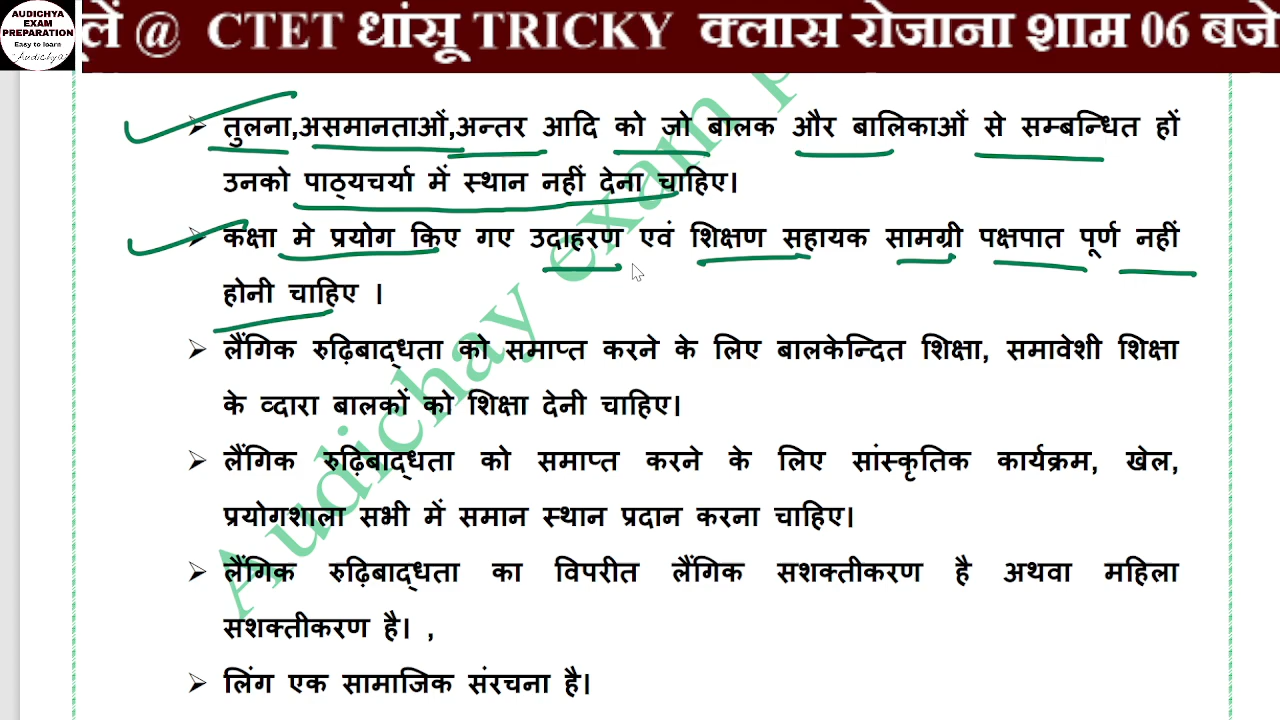 AUDICHYA
EXAM
PREPARATION
Easy to learn
लें @ CTET धांसू TRICKY क्लास रोजाना शाम 06 बजे
तुलना,असमानताओं,अन्तर आदि को जो बालक और बालिकाओं से सम्बन्धित हों
उनको पाठ्यचर्या में स्थान नहीं देना चाहिए।
कक्षा मे प्रयोग किए गए उदाहरण एवं शिक्षण सहायक सामग्री पक्षपात पूर्ण नहीं
होनी चाहिए ।
लैंगिक रुढ़िबाद्धता को समाप्त करने के लिए बालकेन्दित शिक्षा, समावेशी शिक्षा
के व्दारा बालकों को शिक्षा देनी चाहिए।
लैंगिक रुढ़िबाद्धता को समाप्त करने के लिए सांस्कृतिक कार्यक्रम, खेल,
प्रयोगशाला सभी में समान स्थान प्रदान करना चाहिए।
लैंगिक रुढ़िबाद्धता का विपरीत लैंगिक सशक्तीकरण है अथवा महिला
सशक्तीकरण है। ,
लिंग एक सामाजिक संरचना है।
Audichay exam p